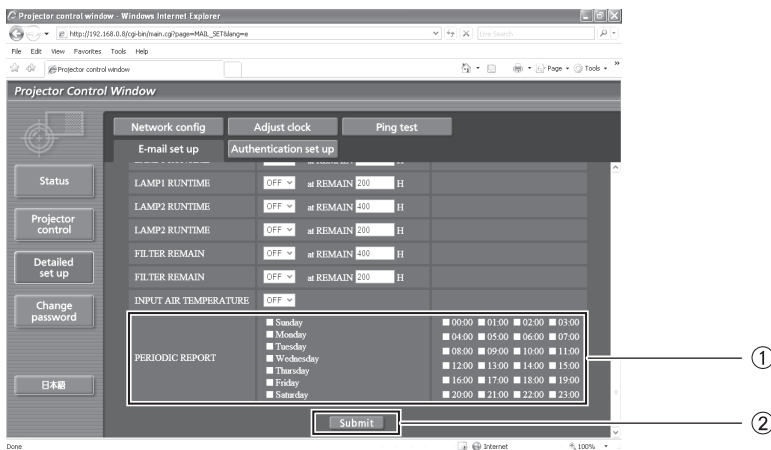 Projector control window - Windows Internet Explorer
http://192.168.0.8/cgi-bin/main.cgi?page=MAIL_SET&lang=e
Live Search
File Edit View Favorites Tools Help
Projector control window
Page Tools
Projector Control Window
Network config Adjust clock Ping test
E-mail set up Authentication set up
Status
Projector control
Detailed set up
Change password
日本語
LAMP1 RUNTIME OFF at REMAIN 200 H
LAMP2 RUNTIME OFF at REMAIN 400 H
LAMP2 RUNTIME OFF at REMAIN 200 H
FILTER REMAIN OFF at REMAIN 400 H
FILTER REMAIN OFF at REMAIN 200 H
INPUT AIR TEMPERATURE OFF
PERIODIC REPORT
Sunday
Monday
Tuesday
Wednesday
Thursday
Friday
Saturday
00:00 01:00 02:00 03:00
04:00 05:00 06:00 07:00
08:00 09:00 10:00 11:00
12:00 13:00 14:00 15:00
16:00 17:00 18:00 19:00
20:00 21:00 22:00 23:00
①
Submit
②
Done Internet 100%